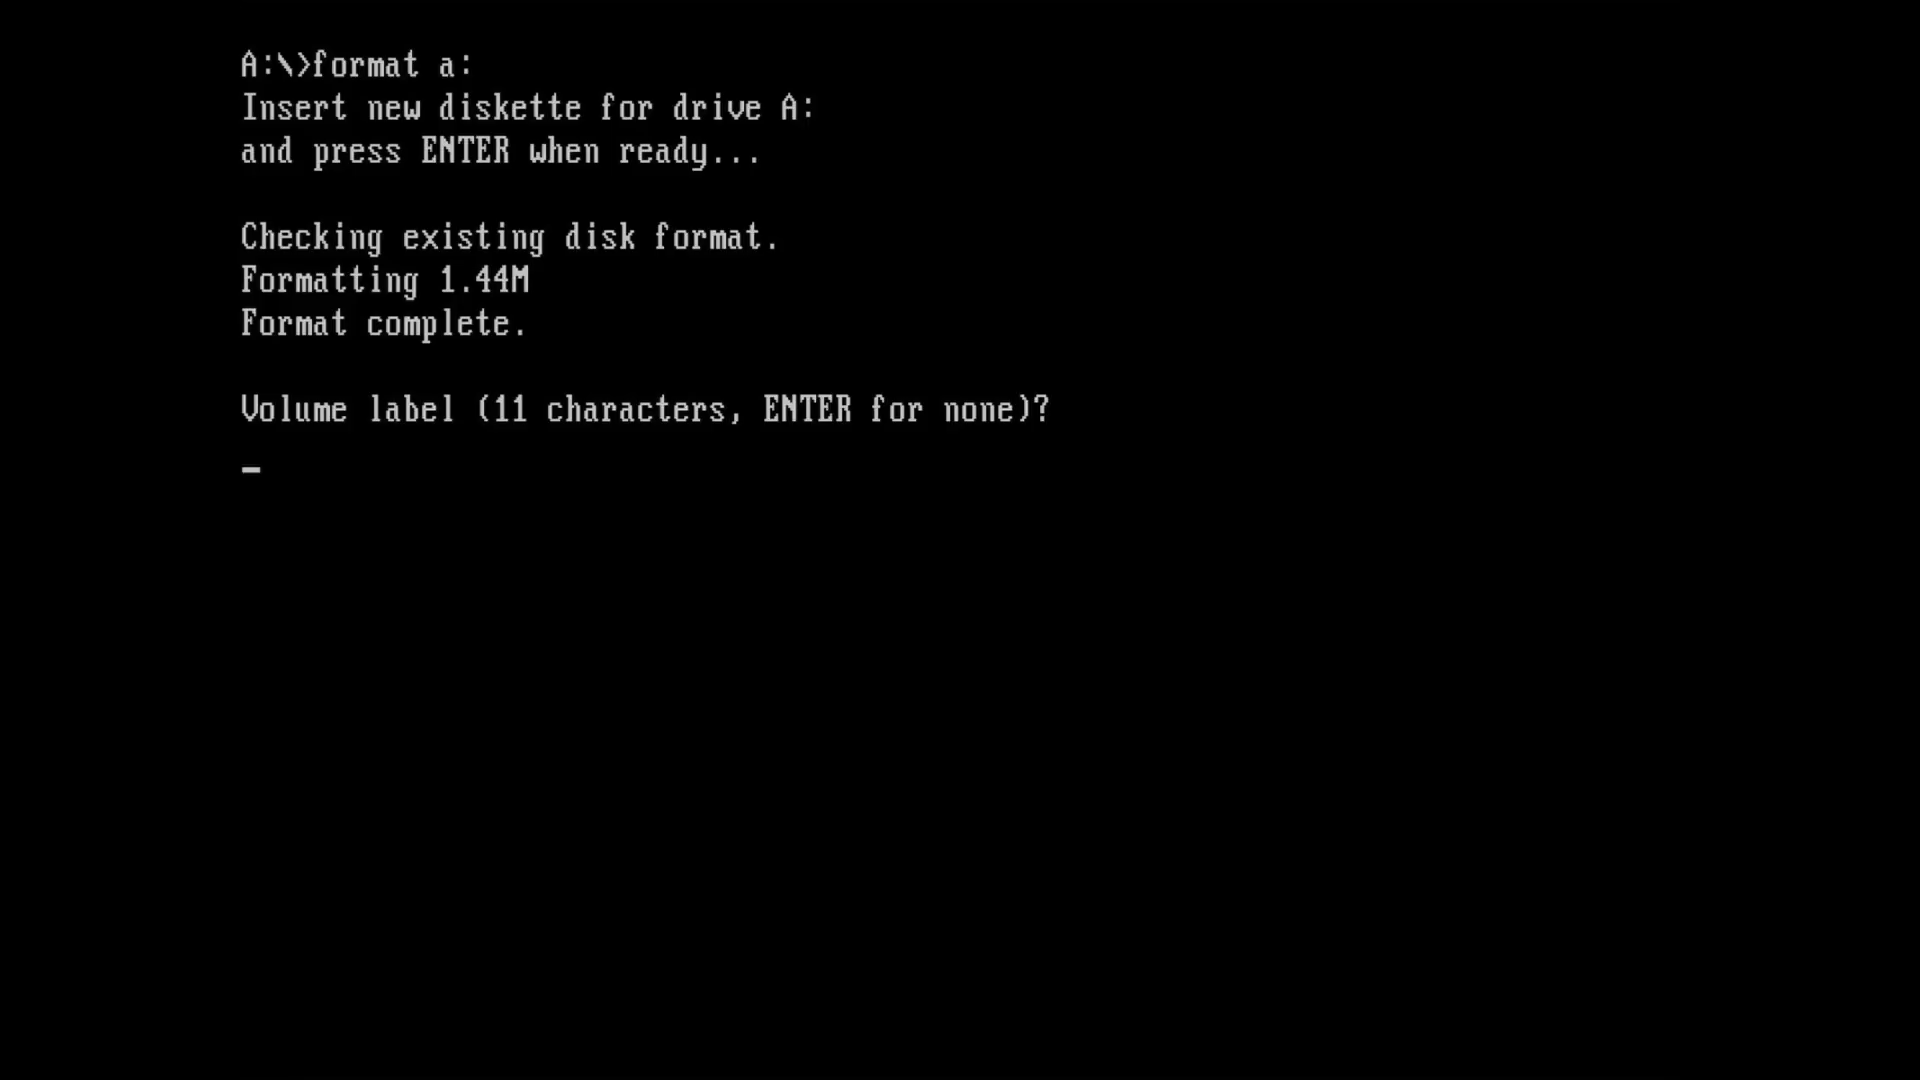 A:\>format a:
Insert new diskette for drive A:
and press ENTER when ready...
Checking existing disk format.
Formatting 1.44M
Format complete.
Volume label (11 characters, ENTER for none)?